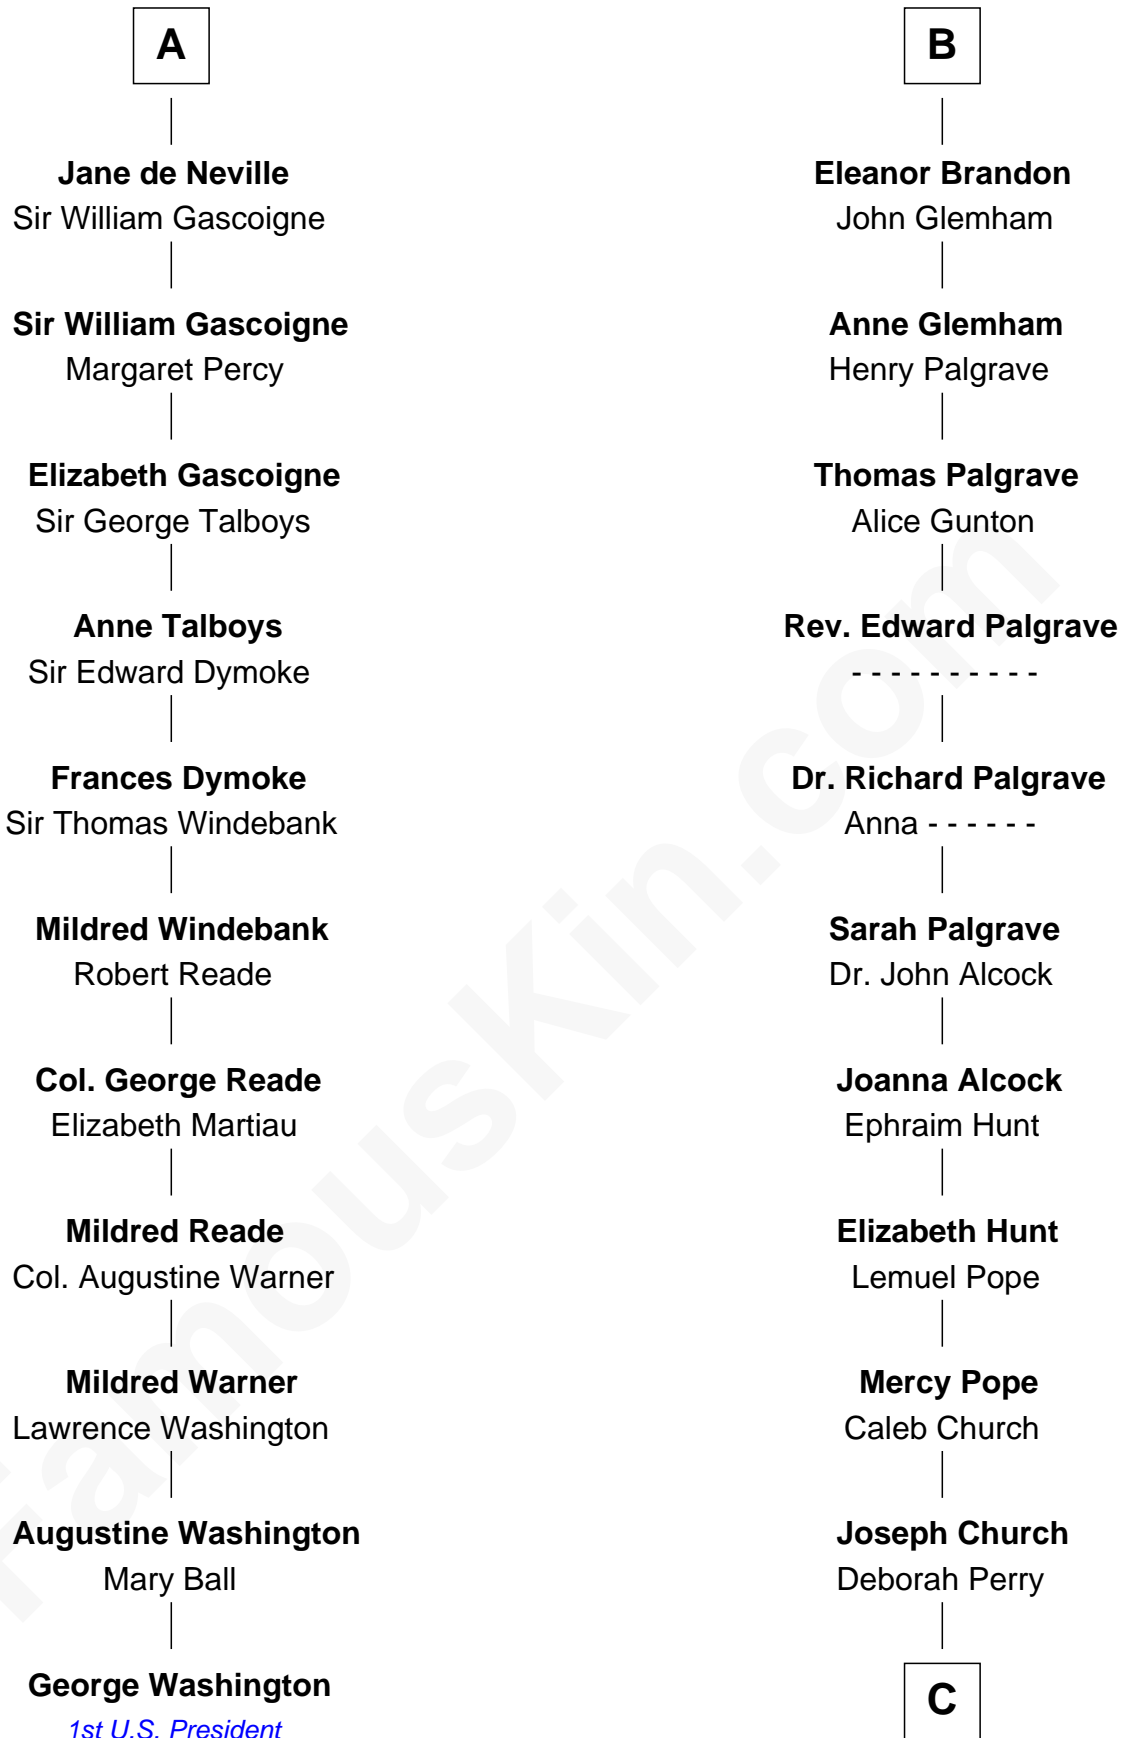 A
Jane de Neville
Sir William Gascoigne
Sir William Gascoigne
Margaret Percy
Elizabeth Gascoigne
Sir George Talboys
Anne Talboys
Sir Edward Dymoke
Frances Dymoke
Sir Thomas Windebank
Mildred Windebank
Robert Reade
Col. George Reade
Elizabeth Martiau
Mildred Reade
Col. Augustine Warner
Mildred Warner
Lawrence Washington
Augustine Washington
Mary Ball
George Washington
1st U.S. President
B
Eleanor Brandon
John Glemham
Anne Glemham
Henry Palgrave
Thomas Palgrave
Alice Gunton
Rev. Edward Palgrave
- - - - - - - - - -
Dr. Richard Palgrave
Anna - - - - - -
Sarah Palgrave
Dr. John Alcock
Joanna Alcock
Ephraim Hunt
Elizabeth Hunt
Lemuel Pope
Mercy Pope
Caleb Church
Joseph Church
Deborah Perry
C
FamousKin.com